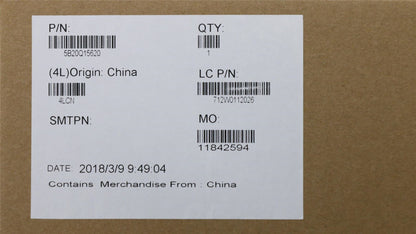 P/N: QTY:
5B20Q15620 1
(4L)Origin: China LC P/N:
4LCN 712W0112026
SMTPN: MO:
11842594
DATE: 2018/3/9 9:49:04
Contains Merchandise From : China